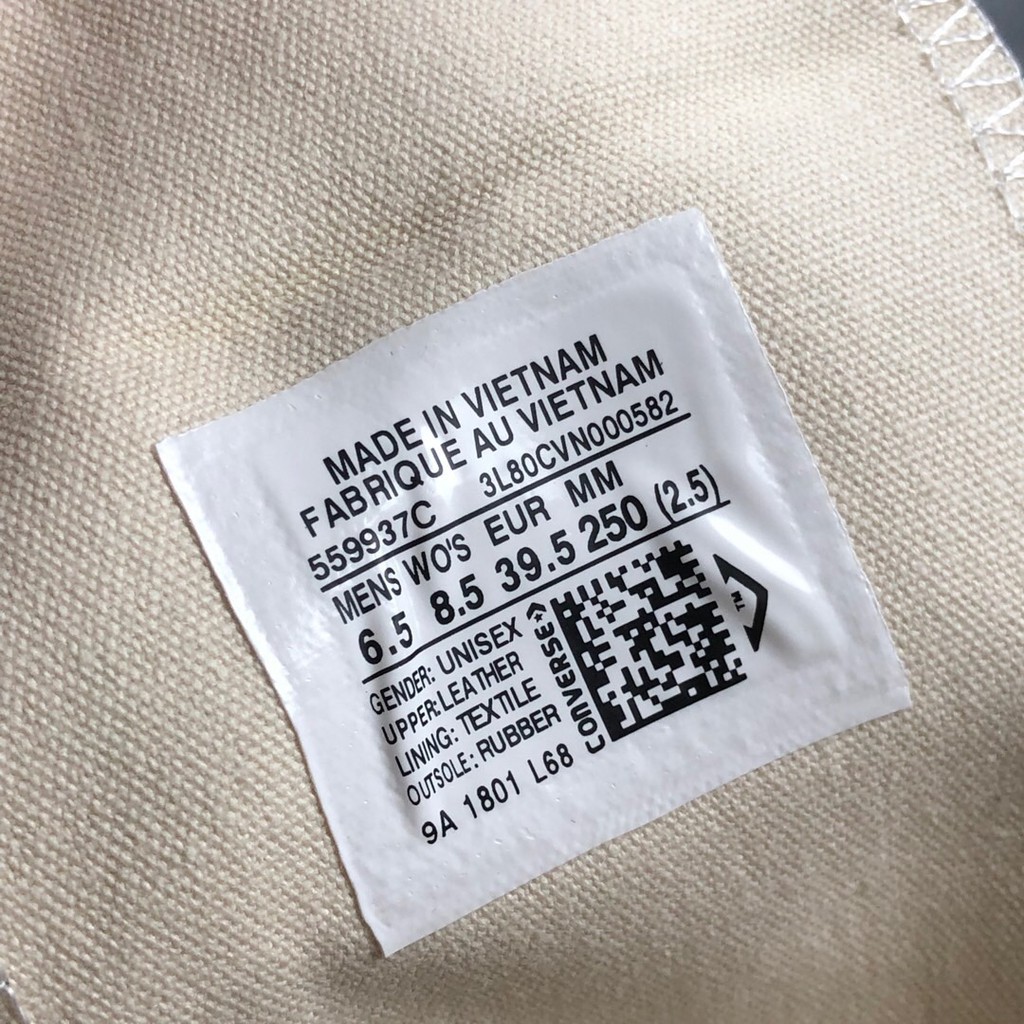 MADE IN VIETNAM
FABRIQUE AU VIETNAM
559937C 3L80CVN000582
MENS WO'S EUR MM
6.5 8.5 39.5 250 (2.5)
GENDER: UNISEX
UPPER: LEATHER
LINING: TEXTILE
OUTSOLE: RUBBER
9A 1801 L68
CONVERSE
TM